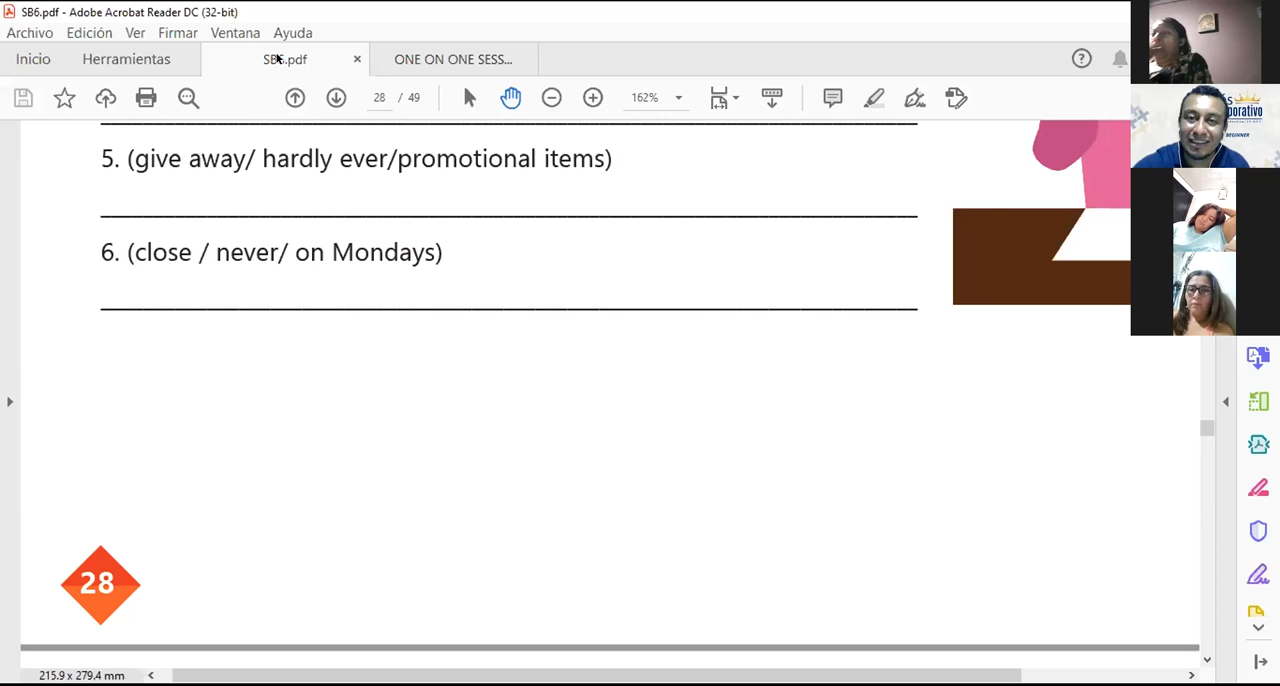 SB6.pdf - Adobe Acrobat Reader DC (32-bit)
Archivo Edición Ver Firmar Ventana Ayuda
Inicio Herramientas SB6.pdf × ONE ON ONE SESS...
28 / 49 162%
5. (give away/ hardly ever/promotional items)
6. (close / never/ on Mondays)
28
215.9 x 279.4 mm
BEGINNER